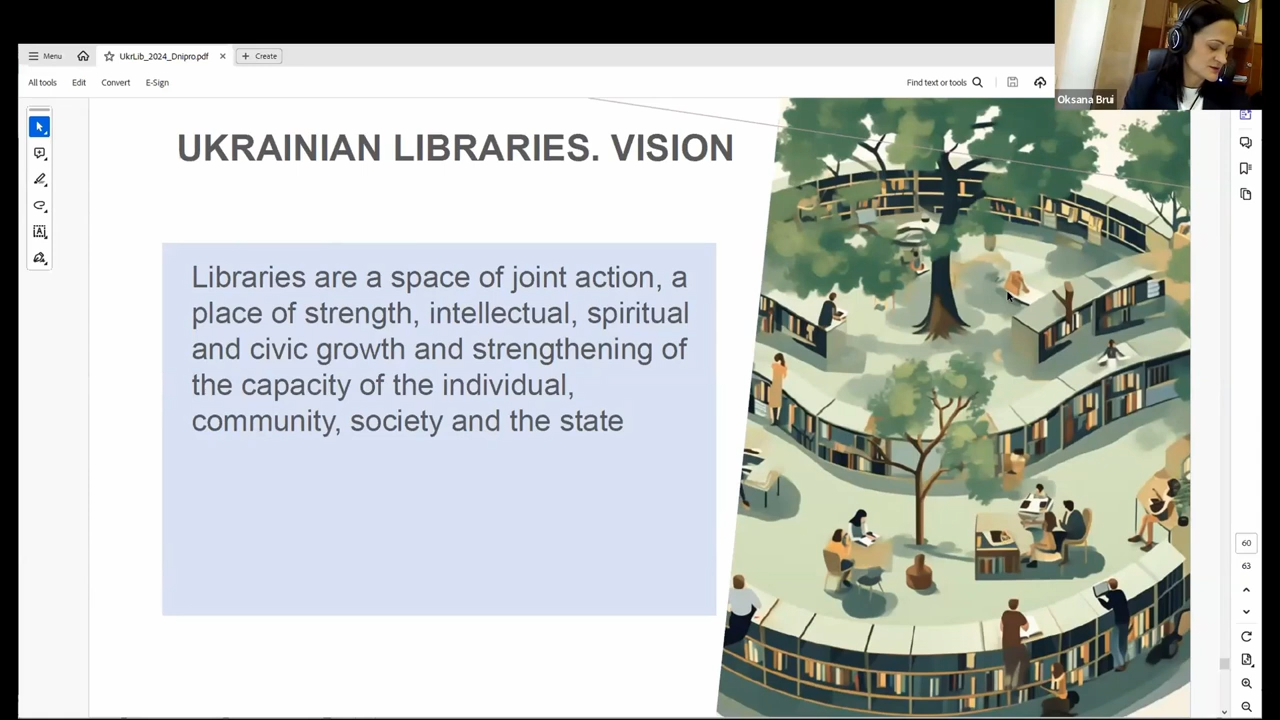 Menu
UkrLib_2024_Dnipro.pdf
Create
All tools
Edit
Convert
E-Sign
Find text or tools
Oksana Brui
UKRAINIAN LIBRARIES. VISION
Libraries are a space of joint action, a
place of strength, intellectual, spiritual
and civic growth and strengthening of
the capacity of the individual,
community, society and the state
60
63